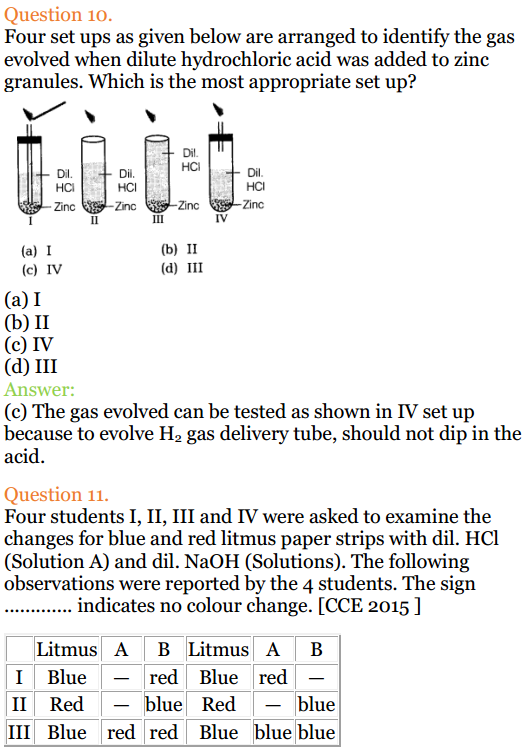 Question 10.
Four set ups as given below are arranged to identify the gas
evolved when dilute hydrochloric acid was added to zinc
granules. Which is the most appropriate set up?
Dil. HCl Zinc I
Dil. HCl Zinc II
Dil. HCl Zinc III
Dil. HCl Zinc IV
(a) I (b) II
(c) IV (d) III
(a) I
(b) II
(c) IV
(d) III
Answer:
(c) The gas evolved can be tested as shown in IV set up
because to evolve H₂ gas delivery tube, should not dip in the
acid.
Question 11.
Four students I, II, III and IV were asked to examine the
changes for blue and red litmus paper strips with dil. HCl
(Solution A) and dil. NaOH (Solutions). The following
observations were reported by the 4 students. The sign
............. indicates no colour change. [CCE 2015 ]
Litmus A B Litmus A B
I Blue — red Blue red —
II Red — blue Red — blue
III Blue red red Blue blue blue